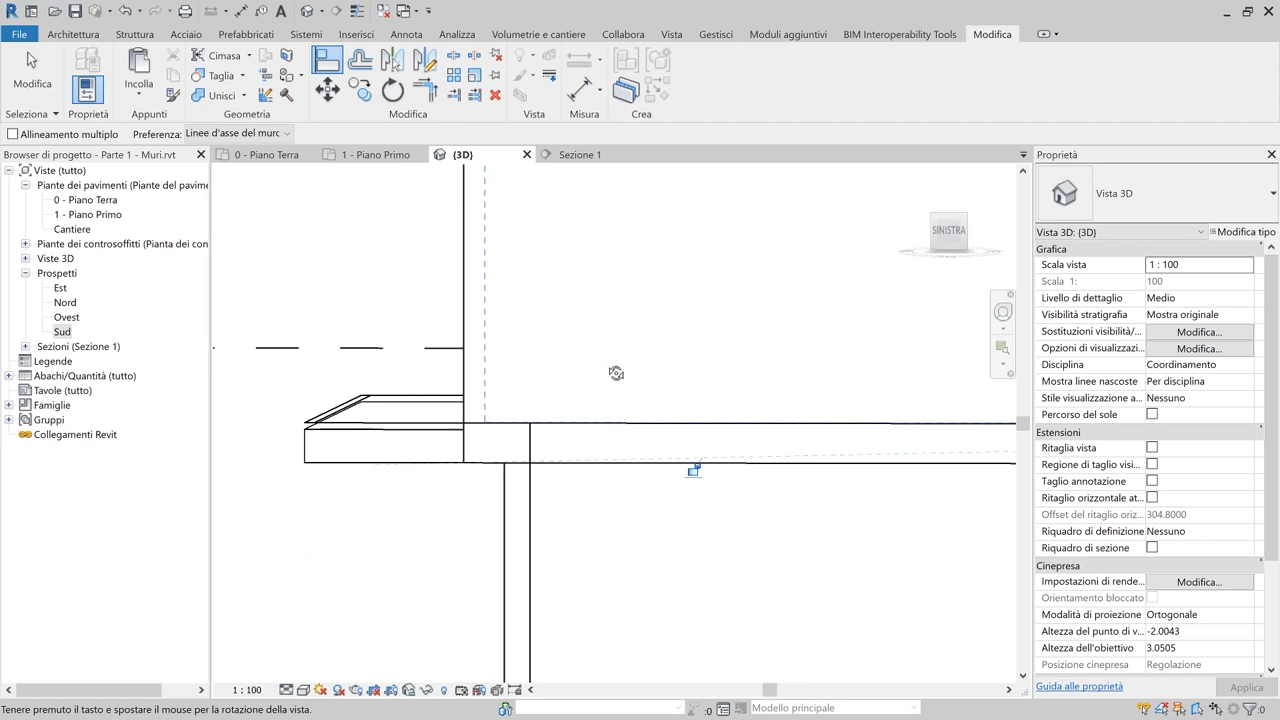 File
Architettura
Struttura
Acciaio
Prefabbricati
Sistemi
Inserisci
Annota
Analizza
Volumetrie e cantiere
Collabora
Vista
Gestisci
Moduli aggiuntivi
BIM Interoperability Tools
Modifica
Modifica
Incolla
Cimasa
Taglia
Unisci
Seleziona
Proprietà
Appunti
Geometria
Modifica
Vista
Misura
Crea
Allineamento multiplo
Preferenza:
Linee d'asse del murc
Browser di progetto - Parte 1 - Muri.rvt
Viste (tutto)
Piante dei pavimenti (Piante del pavime
0 - Piano Terra
1 - Piano Primo
Cantiere
Piante dei controsoffitti (Pianta dei con
Viste 3D
Prospetti
Est
Nord
Ovest
Sud
Sezioni (Sezione 1)
Legende
Abachi/Quantità (tutto)
Tavole (tutto)
Famiglie
Gruppi
Collegamenti Revit
0 - Piano Terra
1 - Piano Primo
{3D}
Sezione 1
SINISTRA
Proprietà
Vista 3D
Vista 3D: {3D}
Modifica tipo
Grafica
Scala vista
1 : 100
Scala 1:
100
Livello di dettaglio
Medio
Visibilità stratigrafia
Mostra originale
Sostituzioni visibilità/...
Modifica...
Opzioni di visualizzazi...
Modifica...
Disciplina
Coordinamento
Mostra linee nascoste
Per disciplina
Stile visualizzazione a...
Nessuno
Percorso del sole
Estensioni
Ritaglia vista
Regione di taglio visi...
Taglio annotazione
Ritaglio orizzontale at...
Offset del ritaglio oriz...
304.8000
Riquadro di definizione
Nessuno
Riquadro di sezione
Cinepresa
Impostazioni di rende...
Modifica...
Orientamento bloccato
Modalità di proiezione
Ortogonale
Altezza del punto di v...
-2.0043
Altezza dell'obiettivo
3.0505
Posizione cinepresa
Regolazione
Guida alle proprietà
Applica
1 : 100
Tenere premuto il tasto e spostare il mouse per la rotazione della vista.
:0
Modello principale
:0